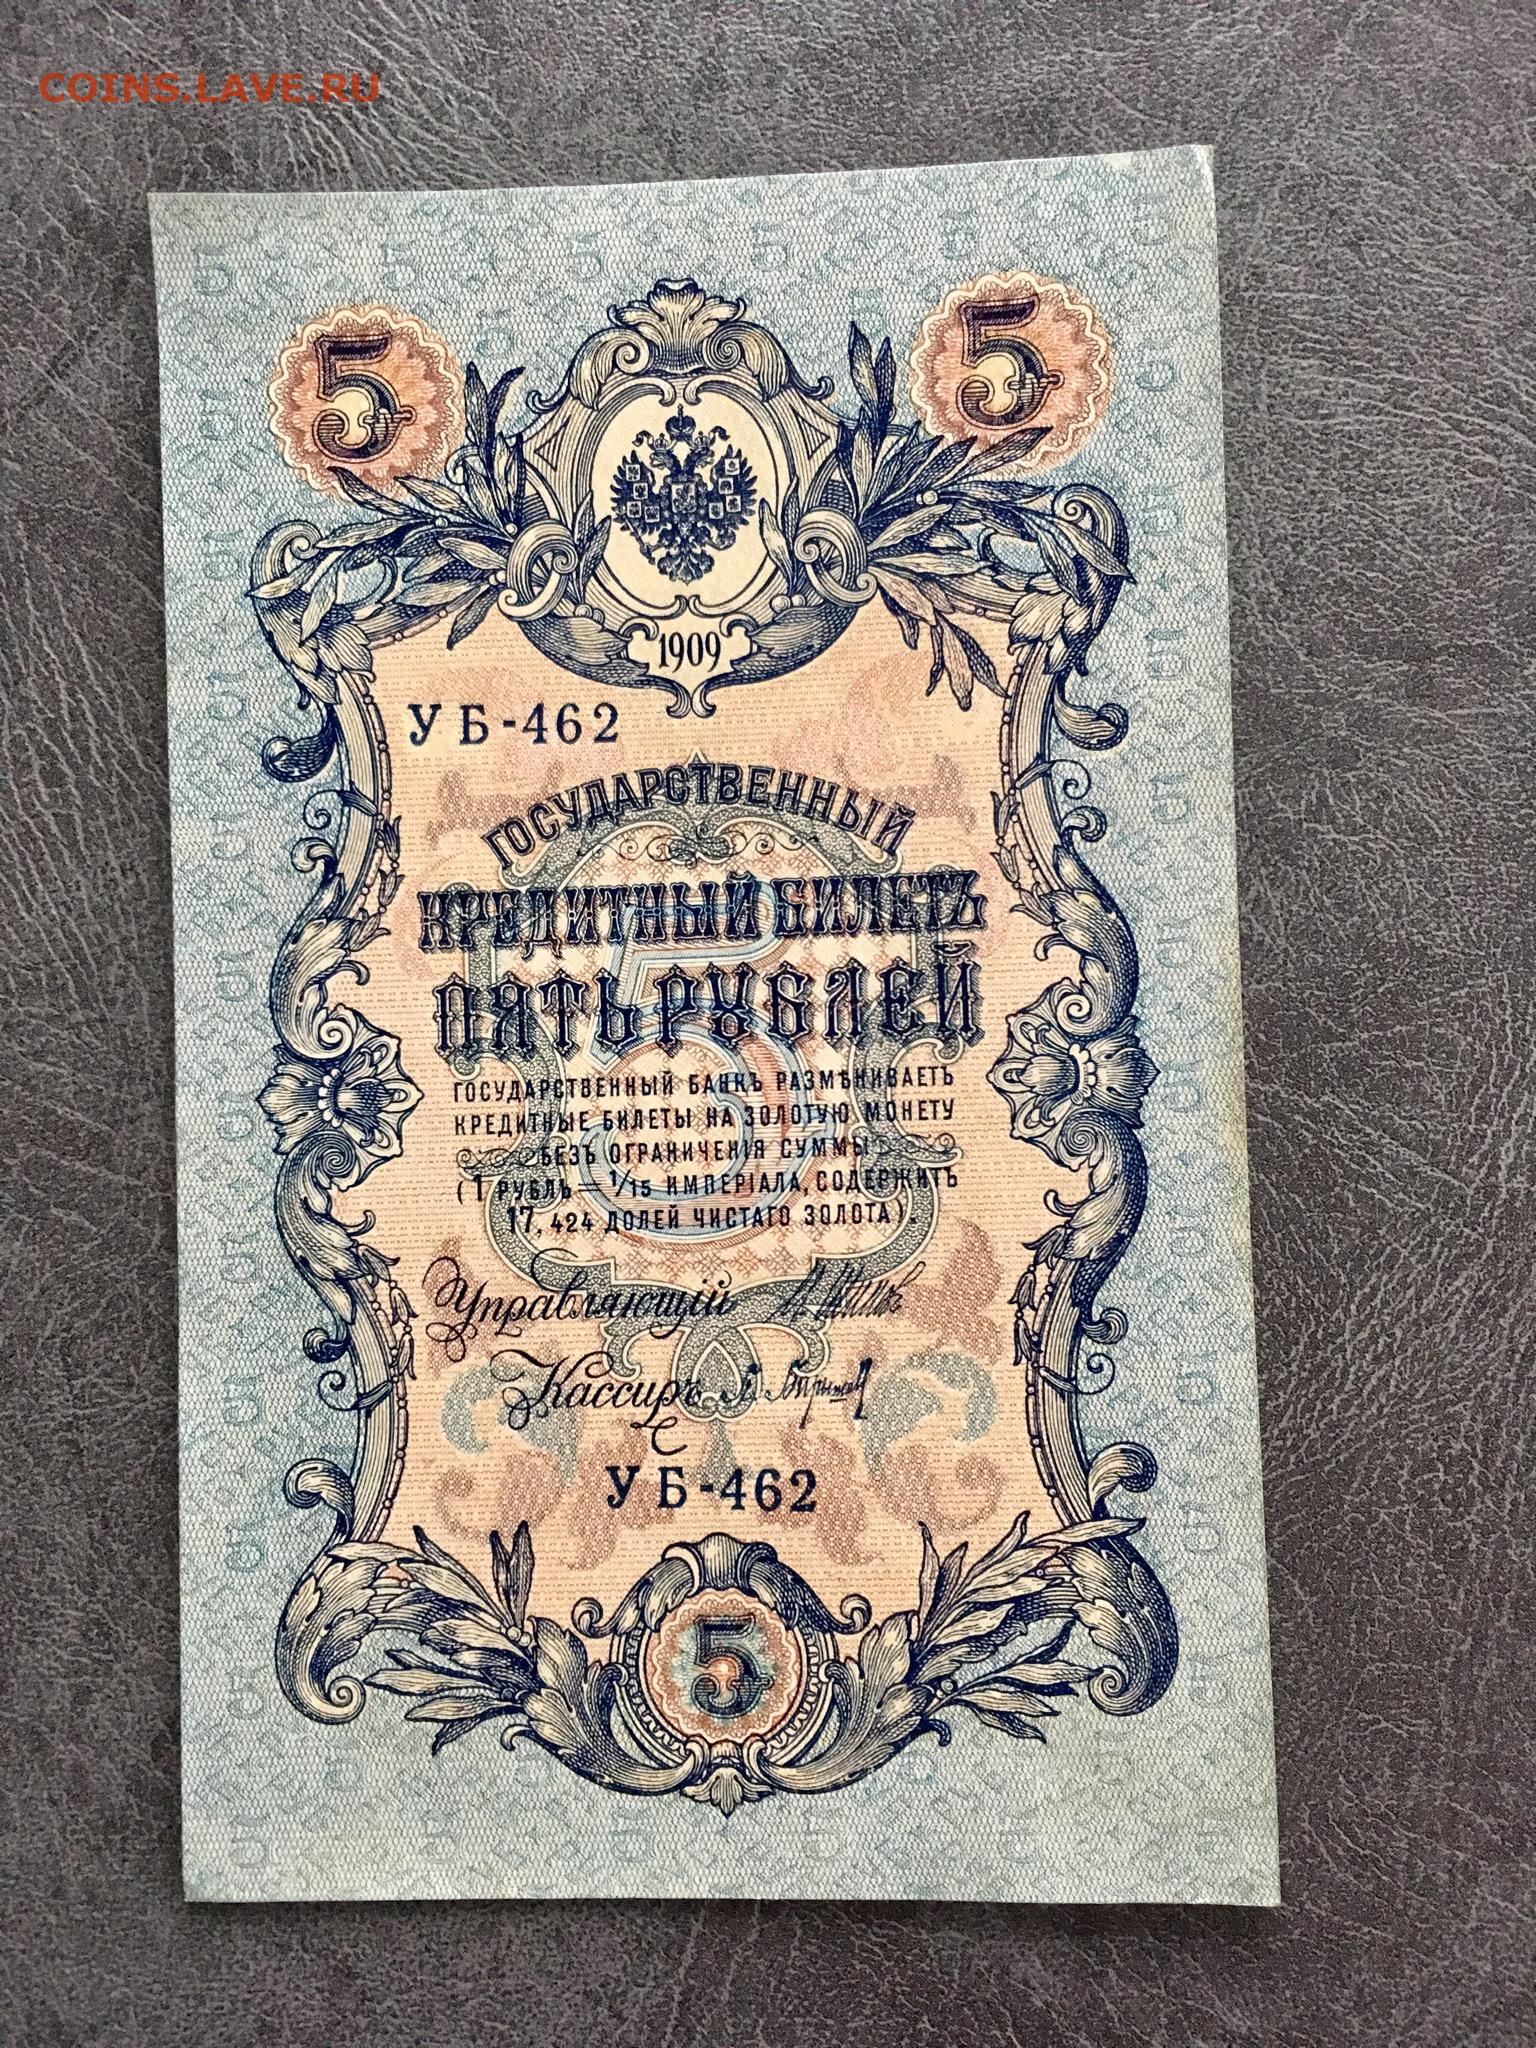 COINS.LAVE.RU
5
5
1909
УБ-462
ГОСУДАРСТВЕННЫЙ
КРЕДИТНЫЙ БИЛЕТЪ
ПЯТЬ РУБЛЕЙ
ГОСУДАРСТВЕННЫЙ БАНКЪ РАЗМѢНИВАЕТЪ
КРЕДИТНЫЕ БИЛЕТЫ НА ЗОЛОТУЮ МОНЕТУ
БЕЗЪ ОГРАНИЧЕНІЯ СУММЫ
(1 РУБЛЬ = 1/15 ИМПЕРІАЛА, СОДЕРЖИТЪ
17,424 ДОЛЕЙ ЧИСТАГО ЗОЛОТА).
Управляющій
Кассиръ
УБ-462
5